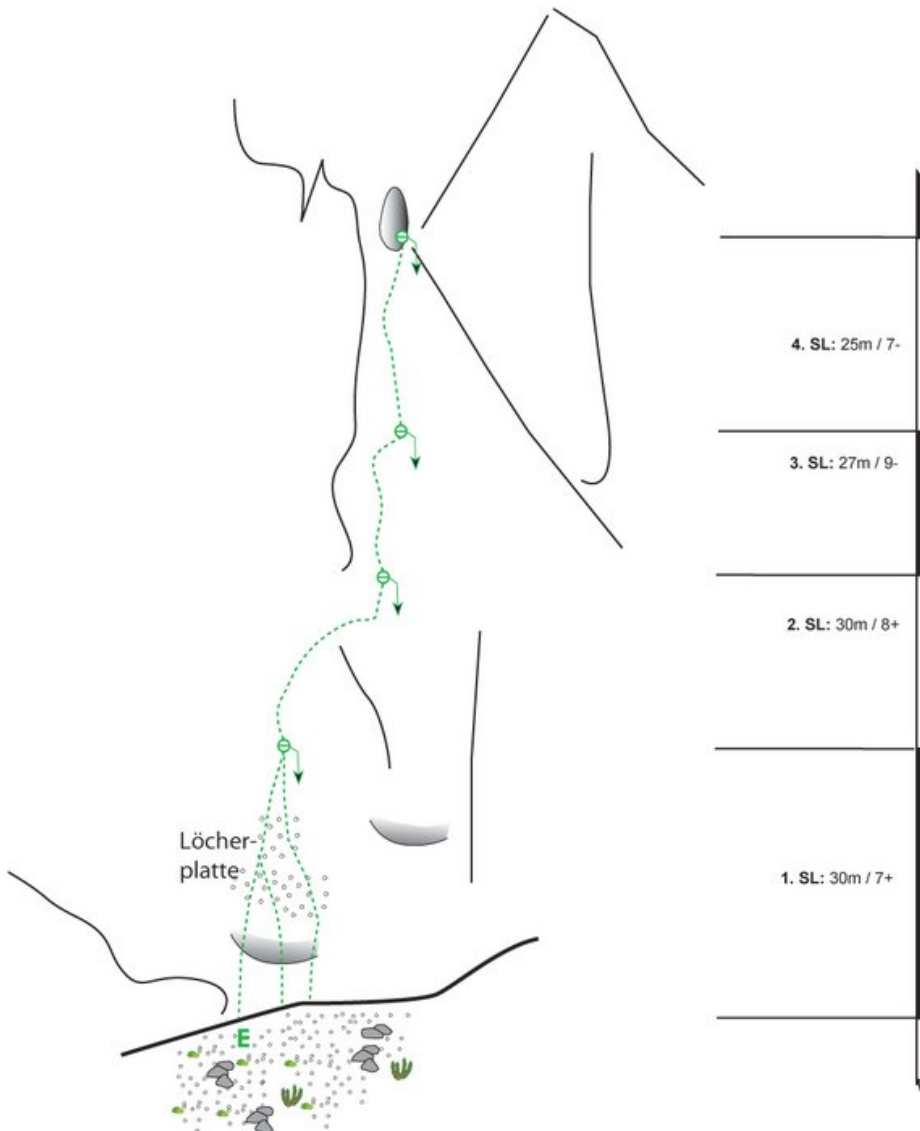 4. SL: 25m / 7-
3. SL: 27m / 9-
2. SL: 30m / 8+
Löcher-
platte
1. SL: 30m / 7+
E